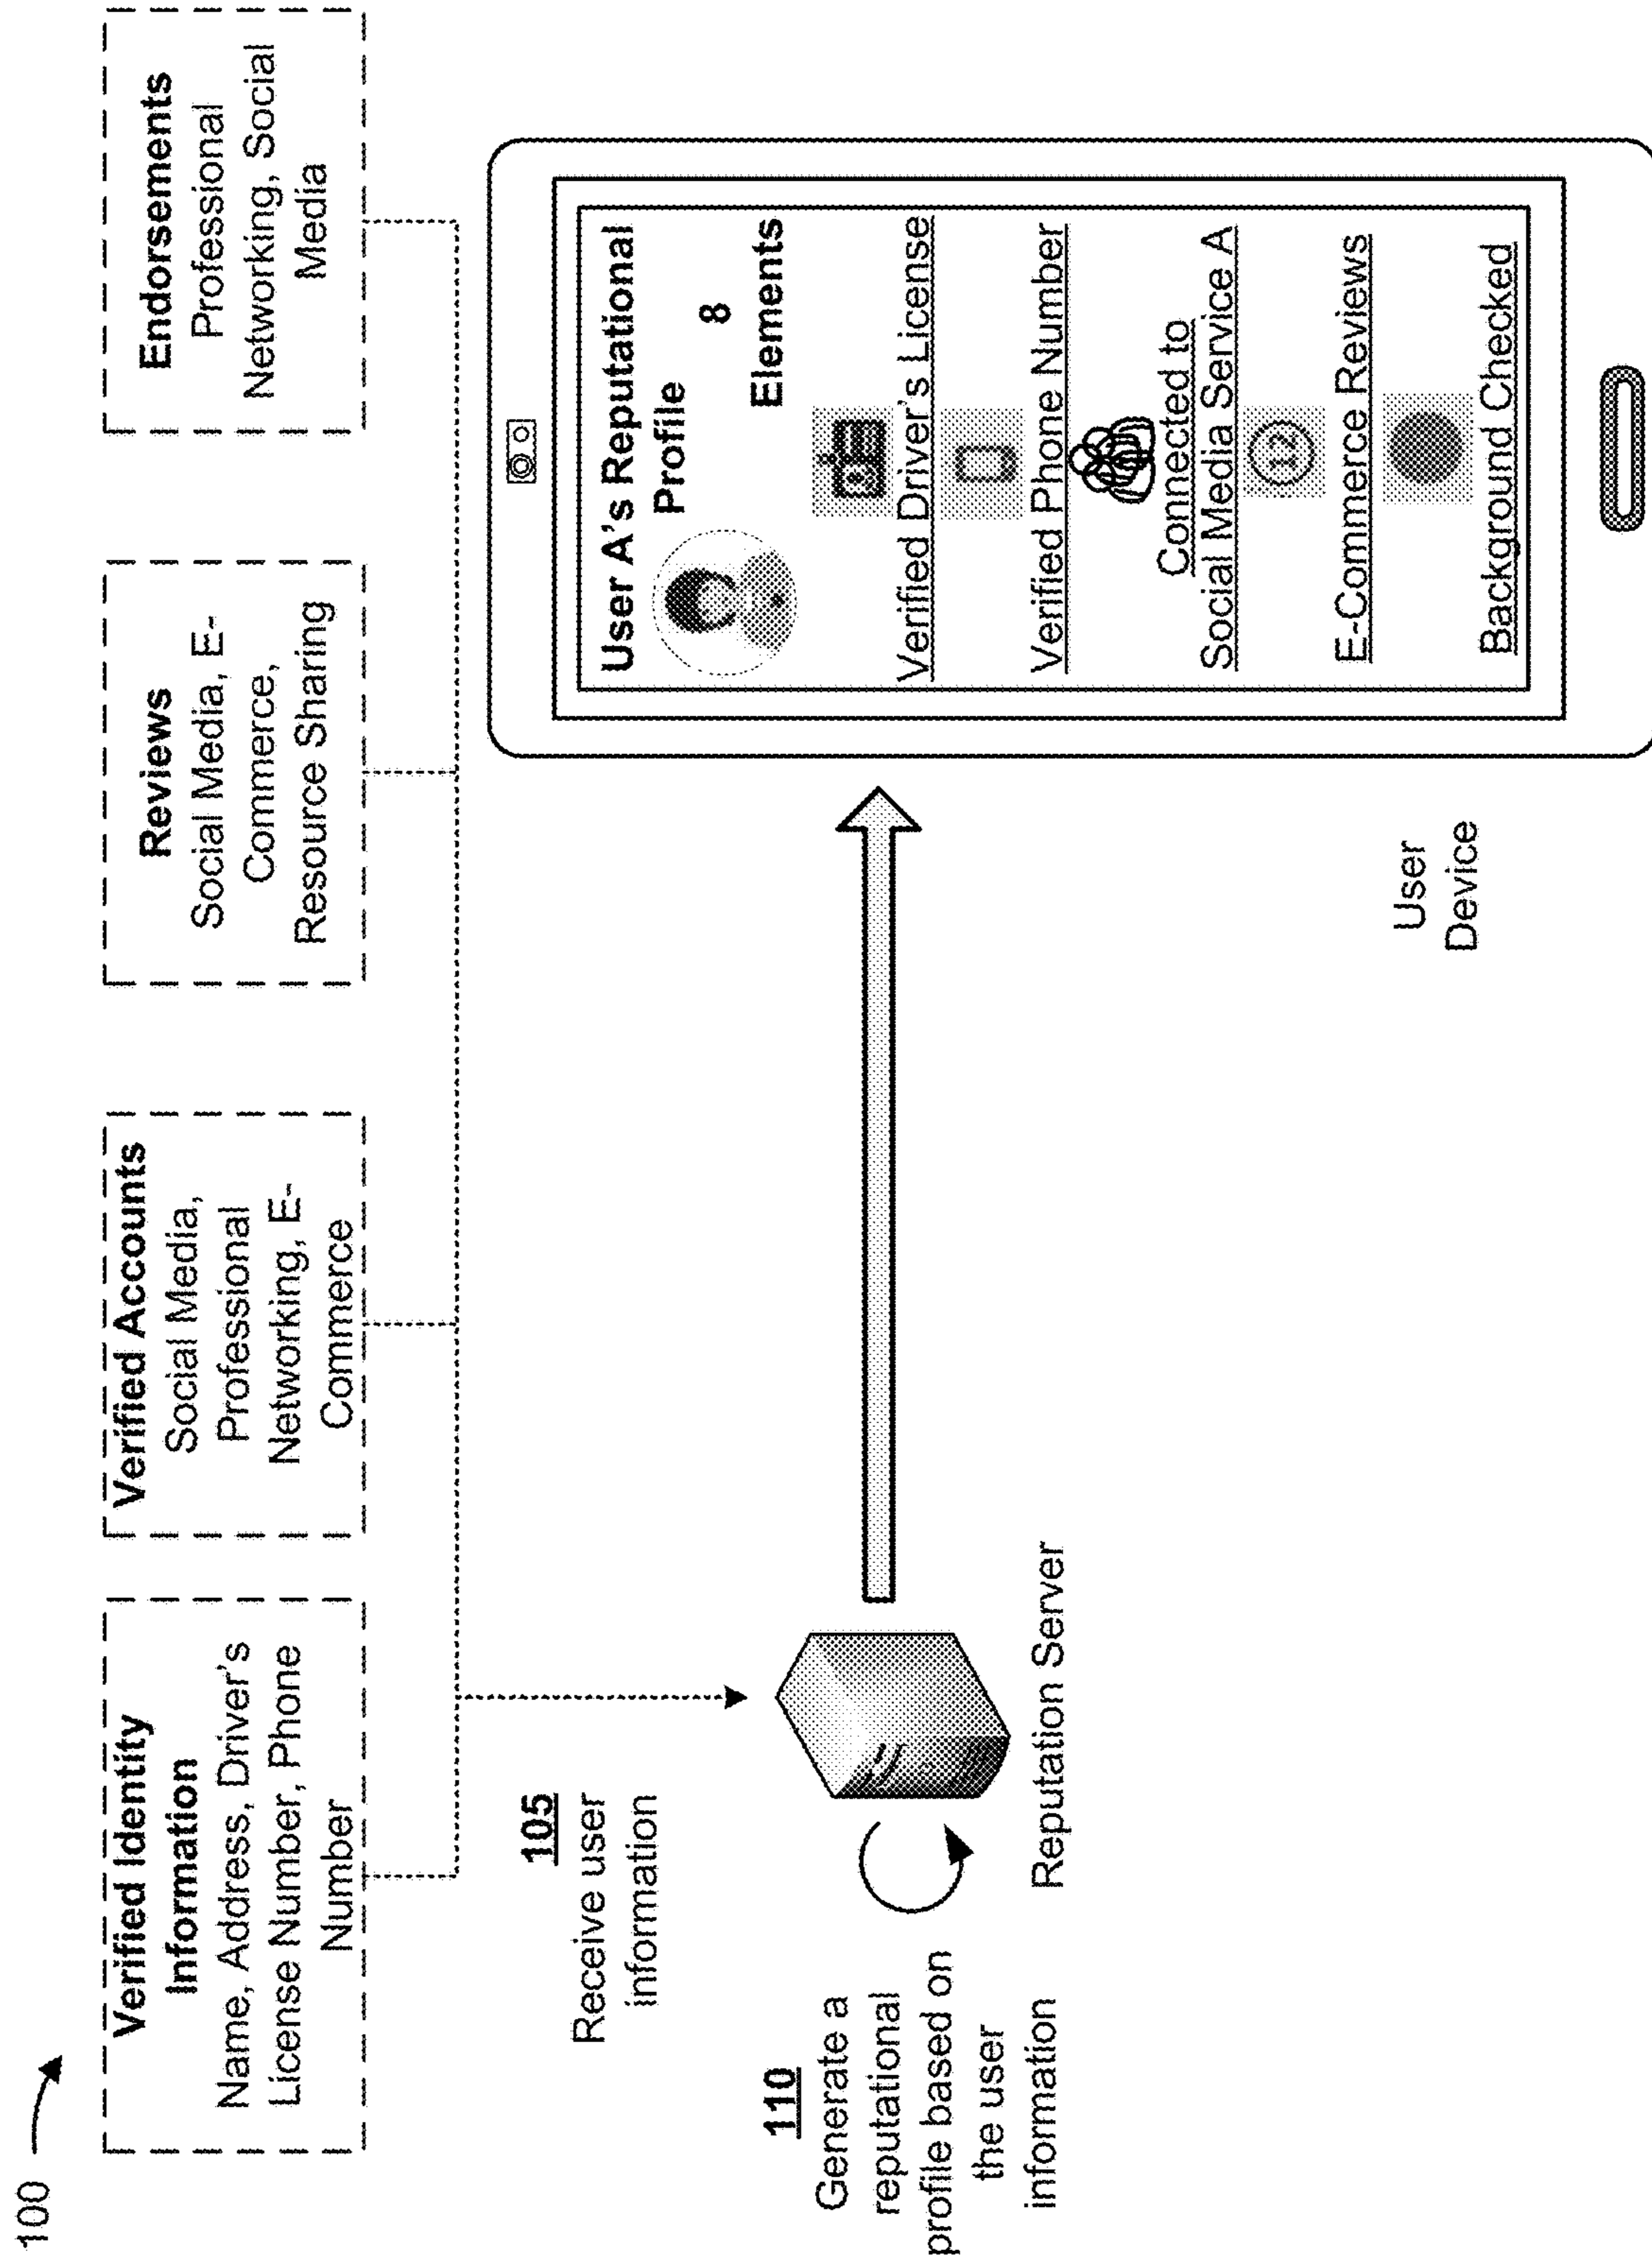 100
Verified Identity
Information
Name, Address, Driver's
License Number, Phone
Number
Verified Accounts
Social Media,
Professional
Networking, E-
Commerce
Reviews
Social Media, E-
Commerce,
Resource Sharing
Endorsements
Professional
Networking, Social
Media
105
Receive user
information
110
Generate a
reputational
profile based on
the user
information
Reputation Server
User
Device
User A's Reputational
Profile
8
Elements
Verified Driver's License
Verified Phone Number
Connected to
Social Media Service A
12
E-Commerce Reviews
Background Checked